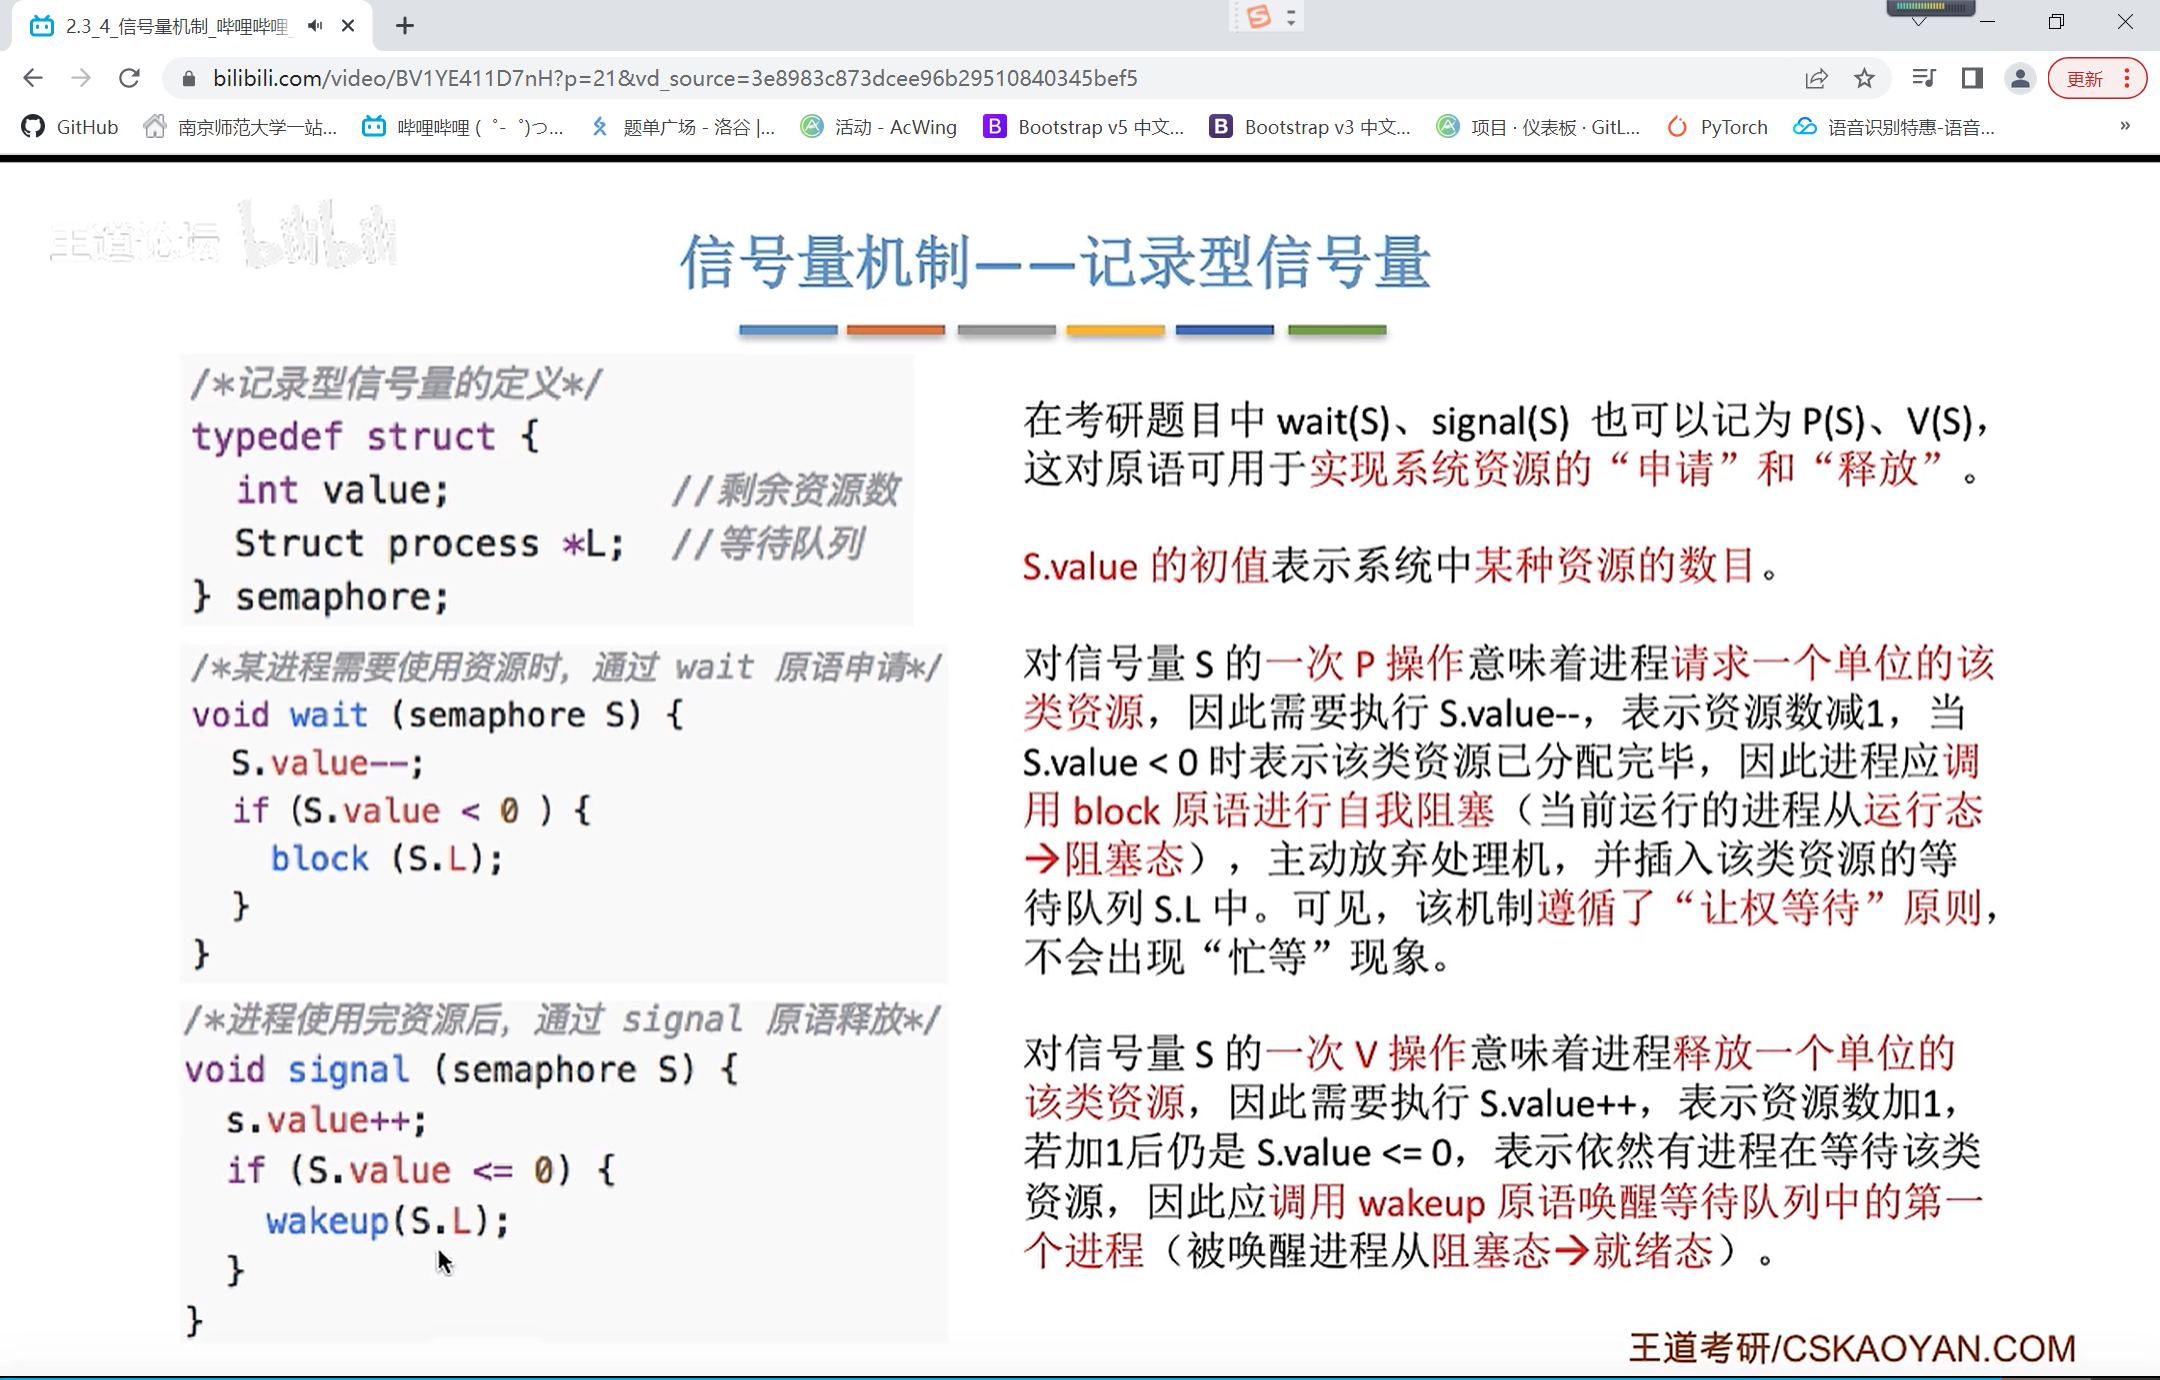 2.3_4_信号量机制_哔哩哔哩_
bilibili.com/video/BV1YE411D7nH?p=21&vd_source=3e8983c873dcee96b29510840345bef5
更新
GitHub
南京师范大学一站...
哔哩哔哩 ( ゜- ゜)つ...
题单广场 - 洛谷 |...
活动 - AcWing
Bootstrap v5 中文...
Bootstrap v3 中文...
项目 · 仪表板 · GitL...
PyTorch
语音识别特惠-语音...
»
王道论坛 bilibili
信号量机制——记录型信号量
/*记录型信号量的定义*/
typedef struct {
int value; //剩余资源数
Struct process *L; //等待队列
} semaphore;
/*某进程需要使用资源时，通过 wait 原语申请*/
void wait (semaphore S) {
S.value--;
if (S.value < 0 ) {
block (S.L);
}
}
/*进程使用完资源后，通过 signal 原语释放*/
void signal (semaphore S) {
s.value++;
if (S.value <= 0) {
wakeup(S.L);
}
}
在考研题目中 wait(S)、signal(S) 也可以记为 P(S)、V(S)，
这对原语可用于实现系统资源的“申请”和“释放”。
S.value 的初值表示系统中某种资源的数目。
对信号量 S 的一次 P 操作意味着进程请求一个单位的该
类资源，因此需要执行 S.value--，表示资源数减1，当
S.value < 0 时表示该类资源已分配完毕，因此进程应调
用 block 原语进行自我阻塞（当前运行的进程从运行态
→阻塞态），主动放弃处理机，并插入该类资源的等
待队列 S.L 中。可见，该机制遵循了“让权等待”原则，
不会出现“忙等”现象。
对信号量 S 的一次 V 操作意味着进程释放一个单位的
该类资源，因此需要执行 S.value++，表示资源数加1，
若加1后仍是 S.value <= 0，表示依然有进程在等待该类
资源，因此应调用 wakeup 原语唤醒等待队列中的第一
个进程（被唤醒进程从阻塞态→就绪态）。
王道考研/CSKAOYAN.COM